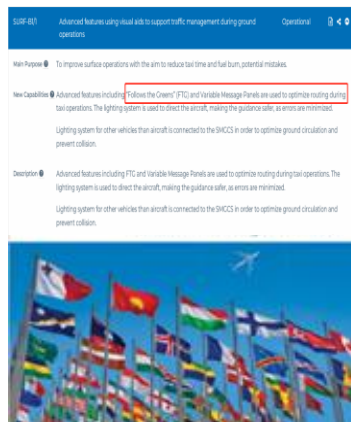 SURF-B1/1 Advanced features using visual aids to support traffic management during ground Operational
operations
Main Purpose To improve surface operations with the aim to reduce taxi time and fuel burn, potential mistakes.
New Capabilities Advanced features including "Follows the Greens" (FTG) and Variable Message Panels are used to optimize routing during
taxi operations. The lighting system is used to direct the aircraft, making the guidance safer, as errors are minimized.
Lighting system for other vehicles than aircraft is connected to the SMGCS in order to optimize ground circulation and
prevent collision.
Description Advanced features including FTG and Variable Message Panels are used to optimize routing during taxi operations. The
lighting system is used to direct the aircraft, making the guidance safer, as errors are minimized.
Lighting system for other vehicles than aircraft is connected to the SMGCS in order to optimize ground circulation and
prevent collision.